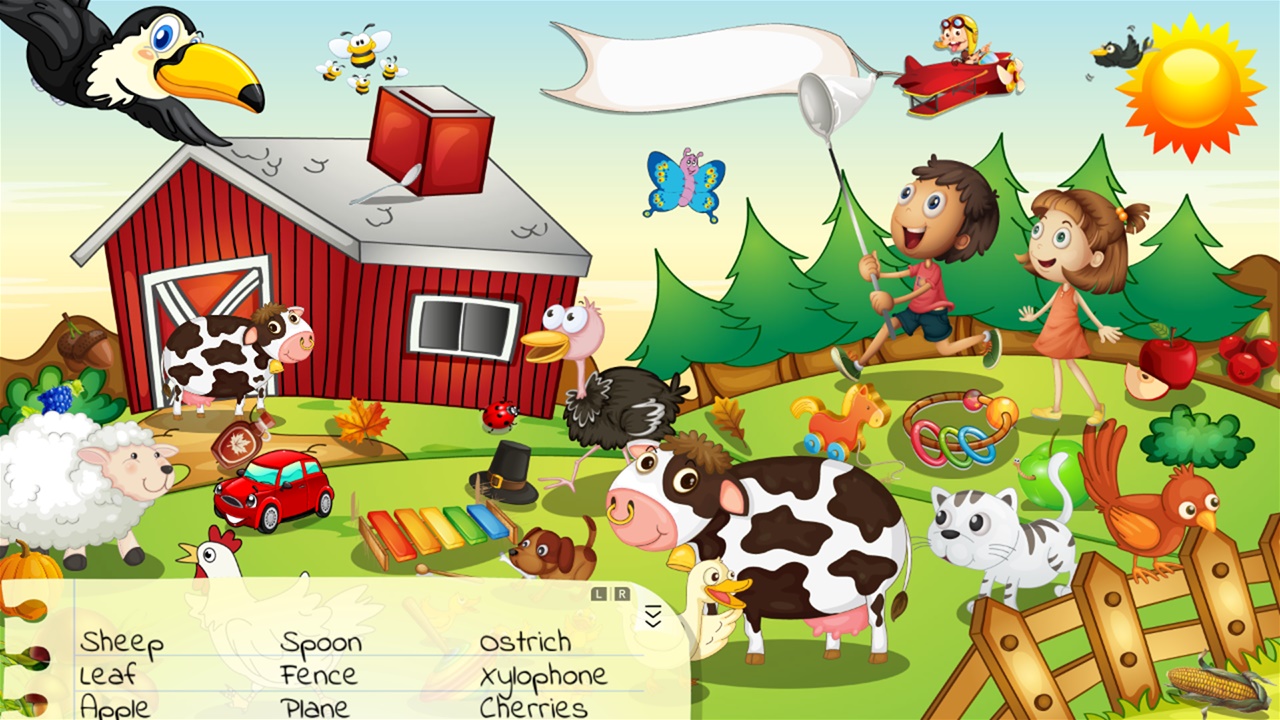 L R
Sheep Spoon Ostrich
Leaf Fence Xylophone
Apple Plane Cherries